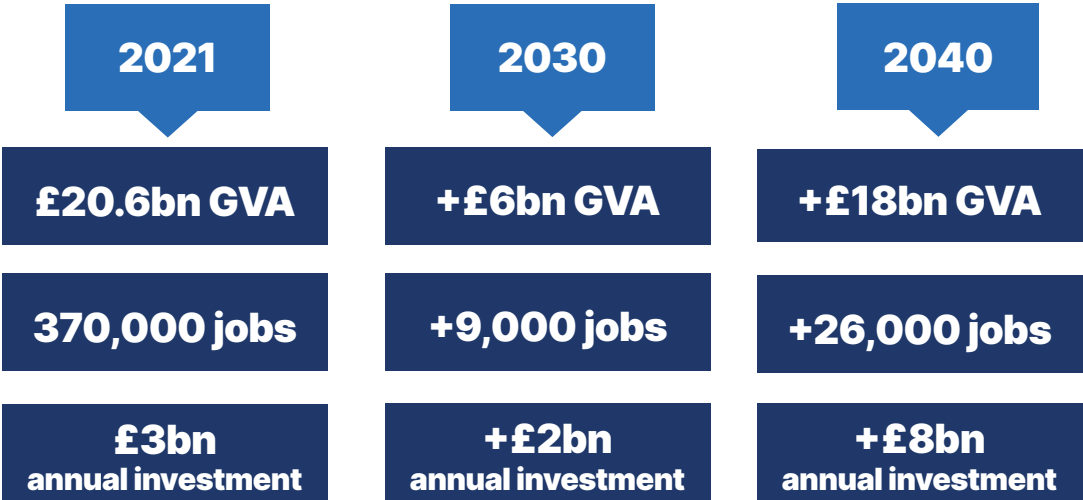 2021
2030
2040
£20.6bn GVA
+£6bn GVA
+£18bn GVA
370,000 jobs
+9,000 jobs
+26,000 jobs
£3bn
annual investment
+£2bn
annual investment
+£8bn
annual investment